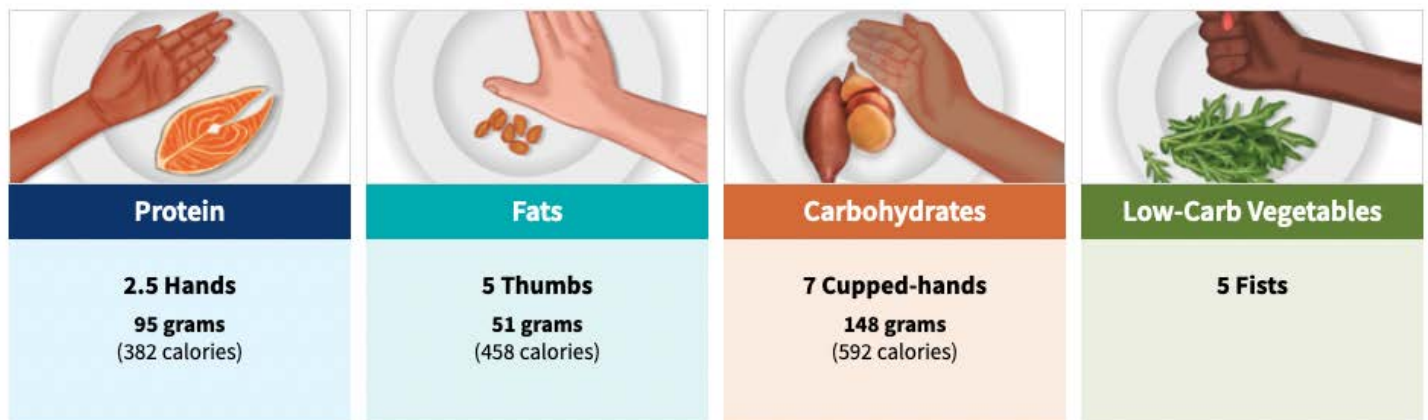 Protein
2.5 Hands
95 grams
(382 calories)
Fats
5 Thumbs
51 grams
(458 calories)
Carbohydrates
7 Cupped-hands
148 grams
(592 calories)
Low-Carb Vegetables
5 Fists